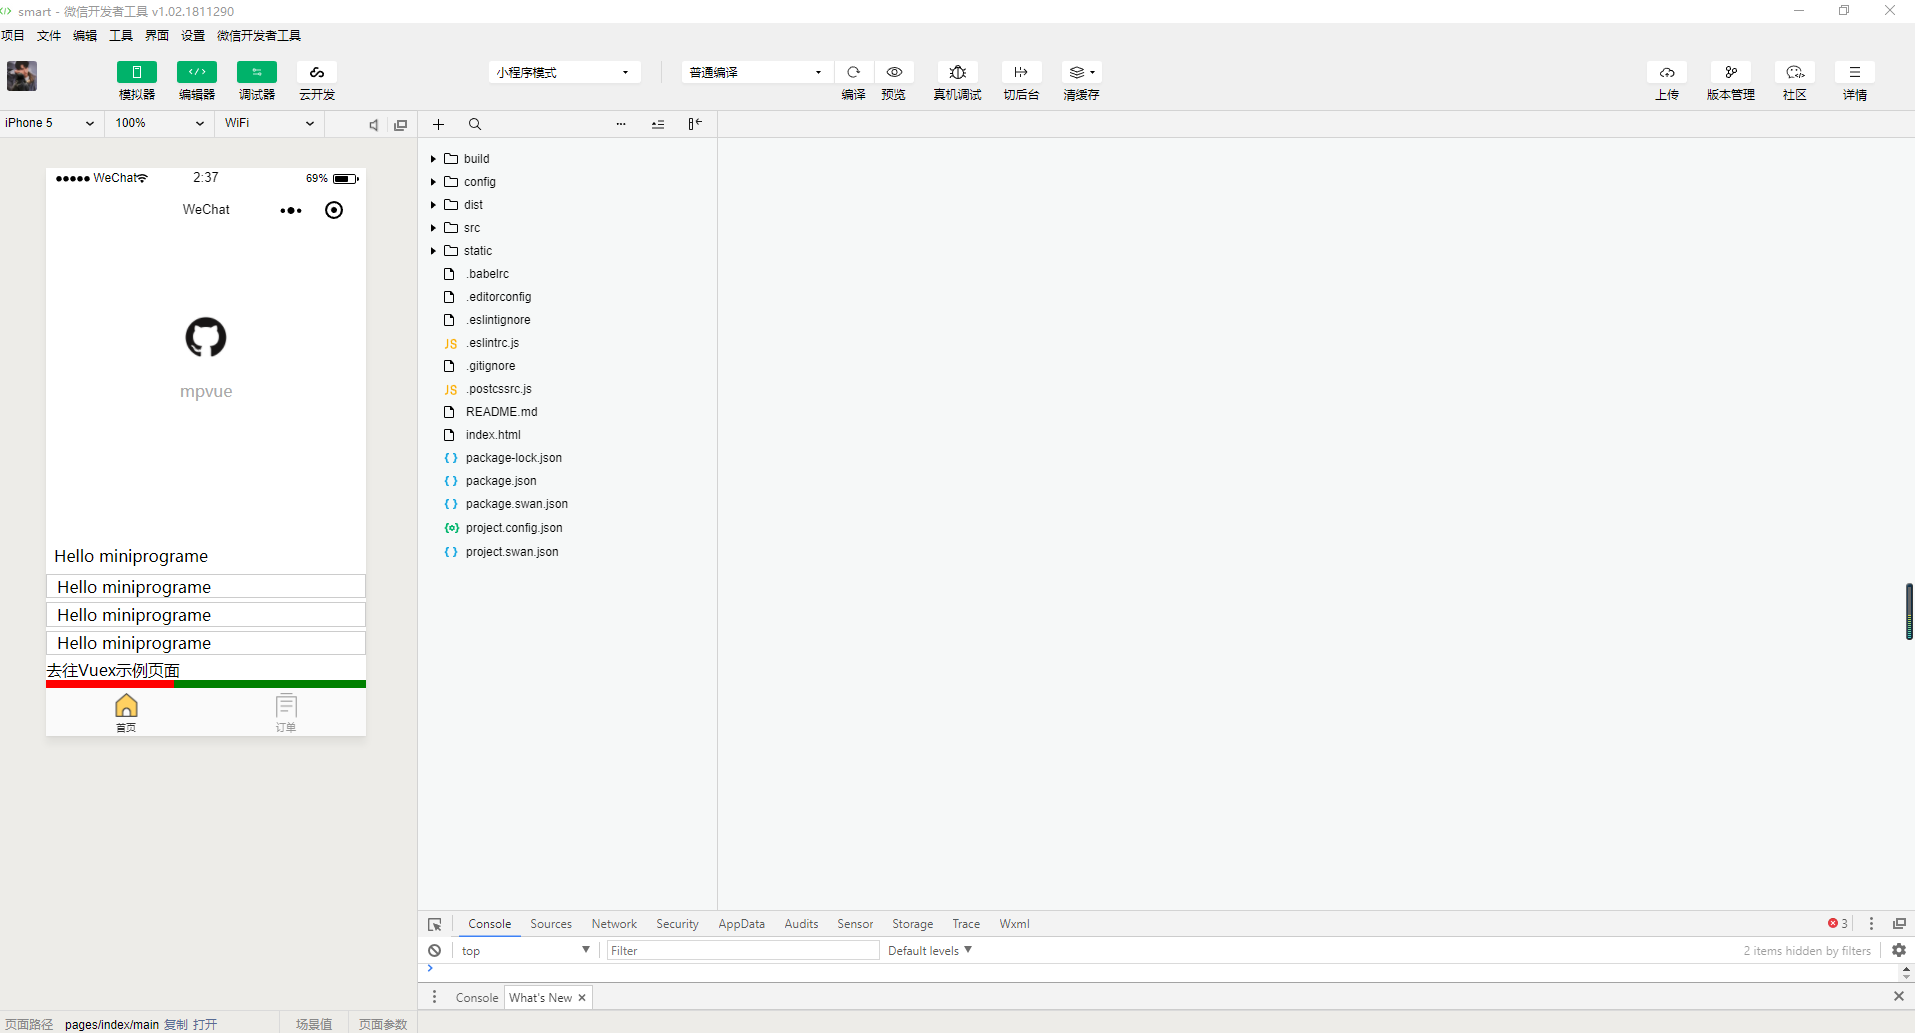 smart - 微信开发者工具 v1.02.1811290
项目 文件 编辑 工具 界面 设置 微信开发者工具
模拟器 编辑器 调试器 云开发
小程序模式 普通编译
编译 预览 真机调试 切后台 清缓存
上传 版本管理 社区 详情
iPhone 5 100% WiFi
WeChat 2:37 69%
WeChat
mpvue
Hello miniprograme
Hello miniprograme
Hello miniprograme
Hello miniprograme
去往Vuex示例页面
首页 订单
build
config
dist
src
static
.babelrc
.editorconfig
.eslintignore
JS .eslintrc.js
.gitignore
JS .postcssrc.js
README.md
index.html
{ } package-lock.json
{ } package.json
{ } package.swan.json
project.config.json
{ } project.swan.json
Console Sources Network Security AppData Audits Sensor Storage Trace Wxml 3
top Filter Default levels 2 items hidden by filters
Console What's New
页面路径 pages/index/main 复制 打开 场景值 页面参数